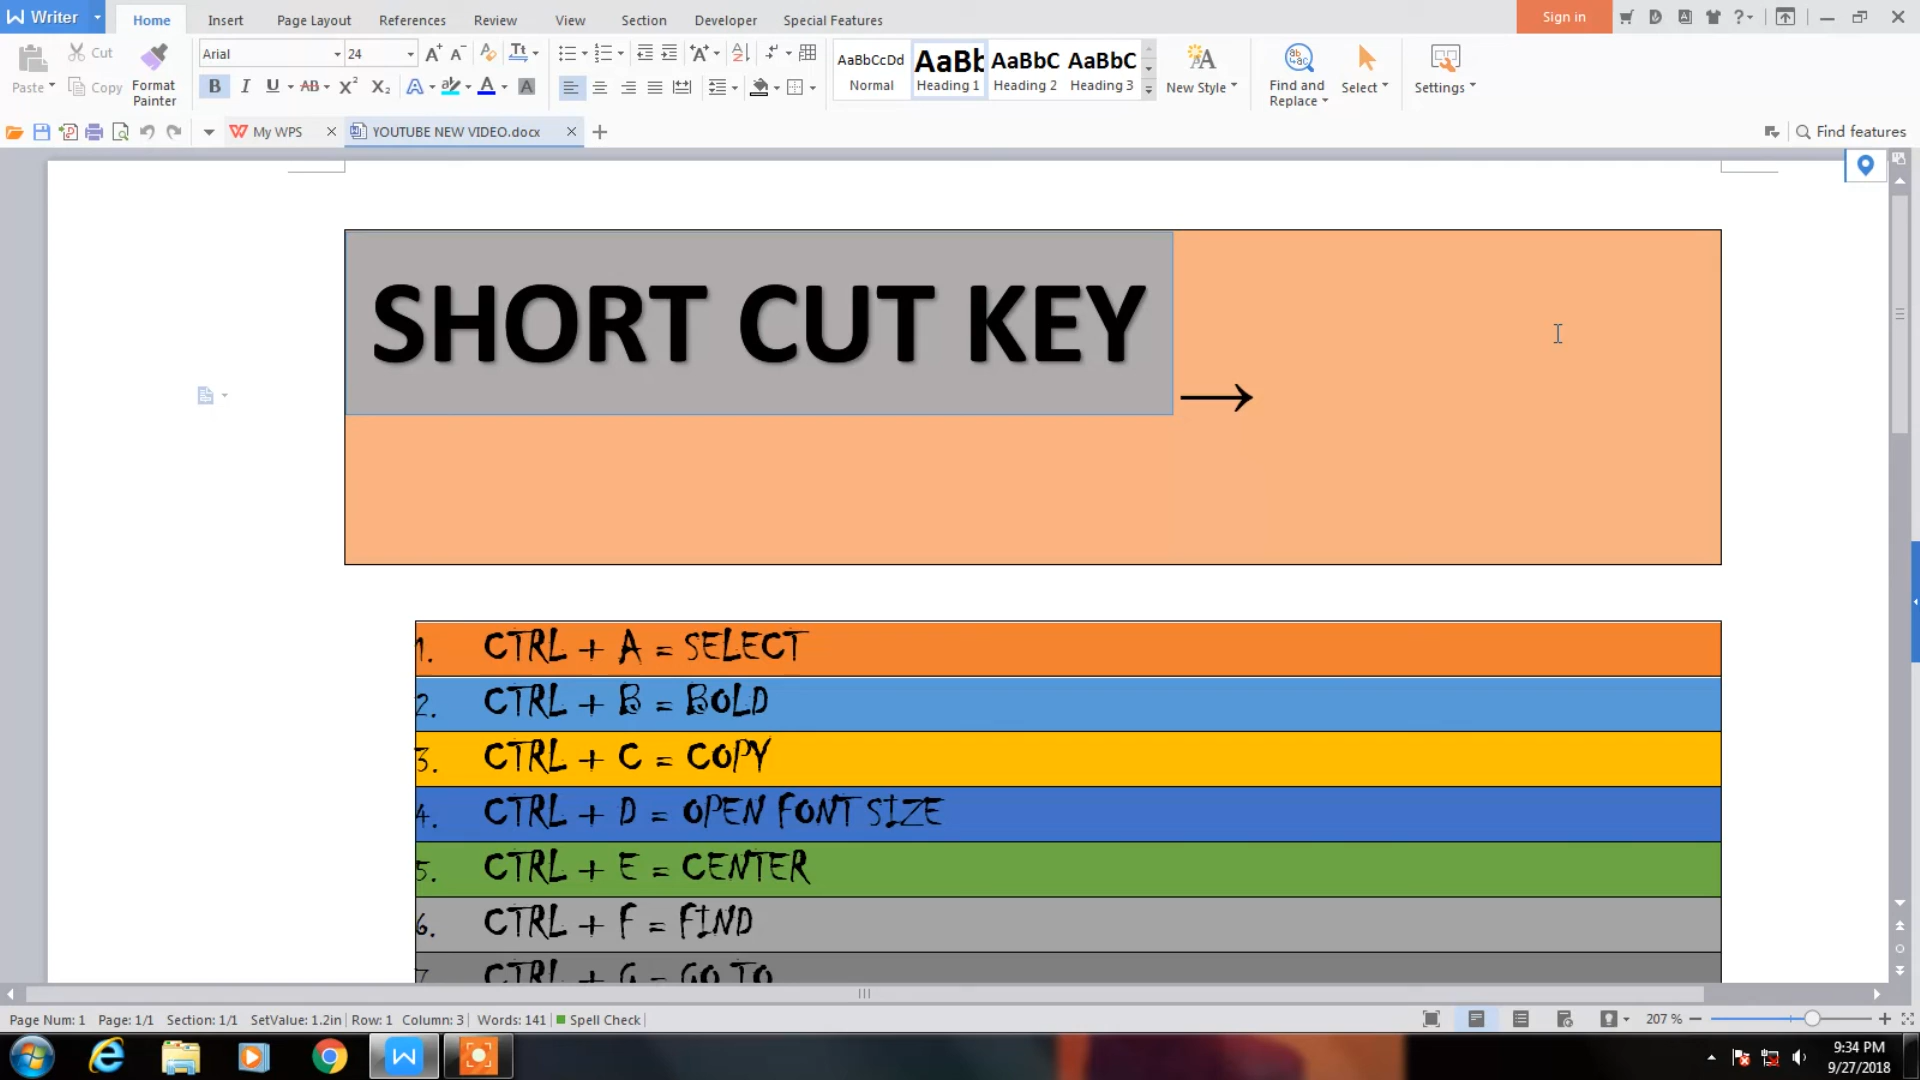 Writer
Home Insert Page Layout References Review View Section Developer Special Features
Sign in
Paste Cut Copy Format Painter
Arial 24
AaBbCcDd Normal
AaBb Heading 1
AaBbC Heading 2
AaBbC Heading 3
New Style
Find and Replace
Select
Settings
My WPS
YOUTUBE NEW VIDEO.docx
Find features
SHORT CUT KEY →
1. CTRL + A = SELECT
2. CTRL + B = BOLD
3. CTRL + C = COPY
4. CTRL + D = OPEN FONT SIZE
5. CTRL + E = CENTER
6. CTRL + F = FIND
7. CTRL + G = GO TO
Page Num: 1 Page: 1/1 Section: 1/1 SetValue: 1.2in Row: 1 Column: 3 Words: 141 Spell Check
207 %
9:34 PM
9/27/2018